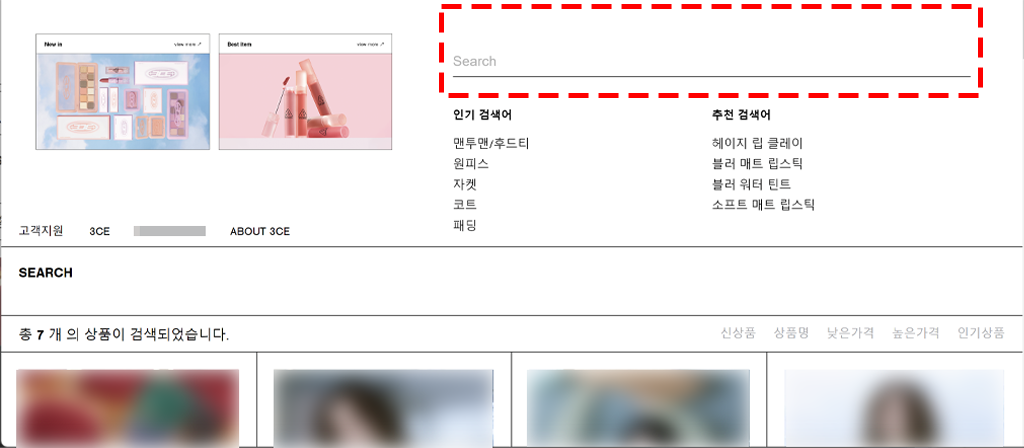 New in
view more ↗
Best item
view more ↗
Search
인기 검색어
맨투맨/후드티
원피스
자켓
코트
패딩
추천 검색어
헤이지 립 클레이
블러 매트 립스틱
블러 워터 틴트
소프트 매트 립스틱
고객지원 3CE ABOUT 3CE
SEARCH
총 7 개 의 상품이 검색되었습니다.
신상품 상품명 낮은가격 높은가격 인기상품